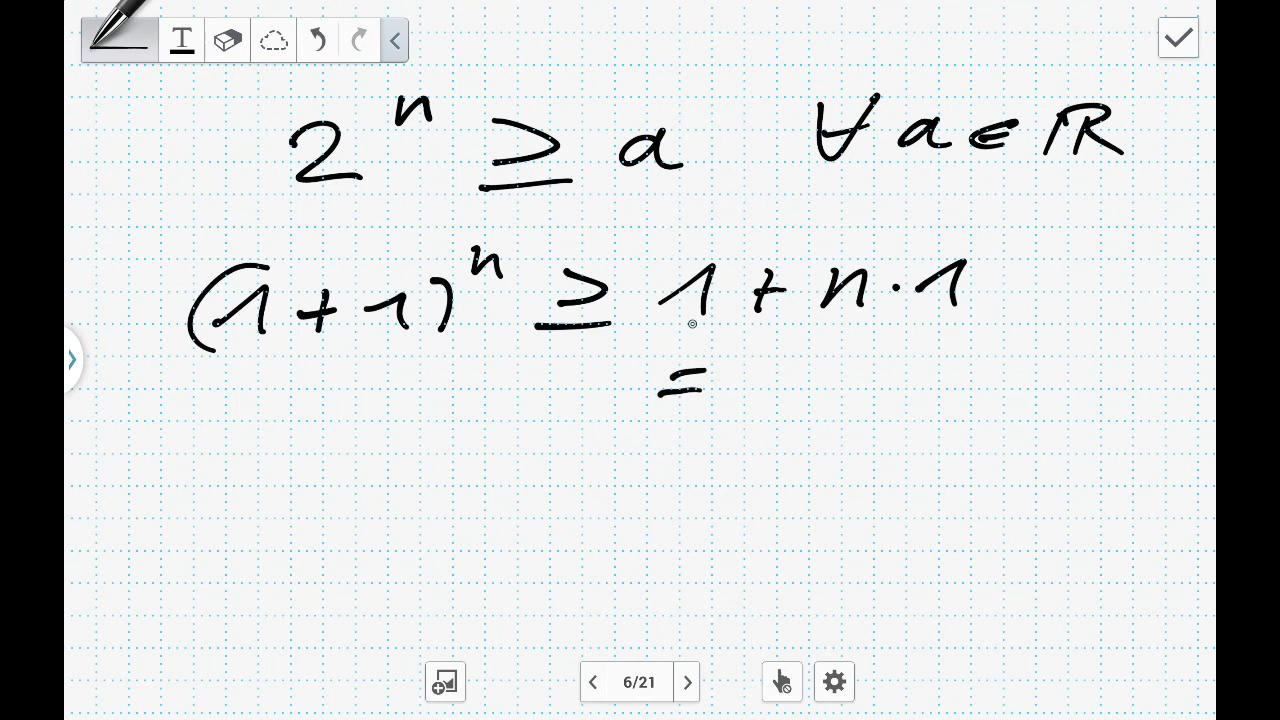 T
2ⁿ ≥ a ∀ a ∈ ℝ
(1 + 1)ⁿ ≥ 1 + n · 1
=
6/21